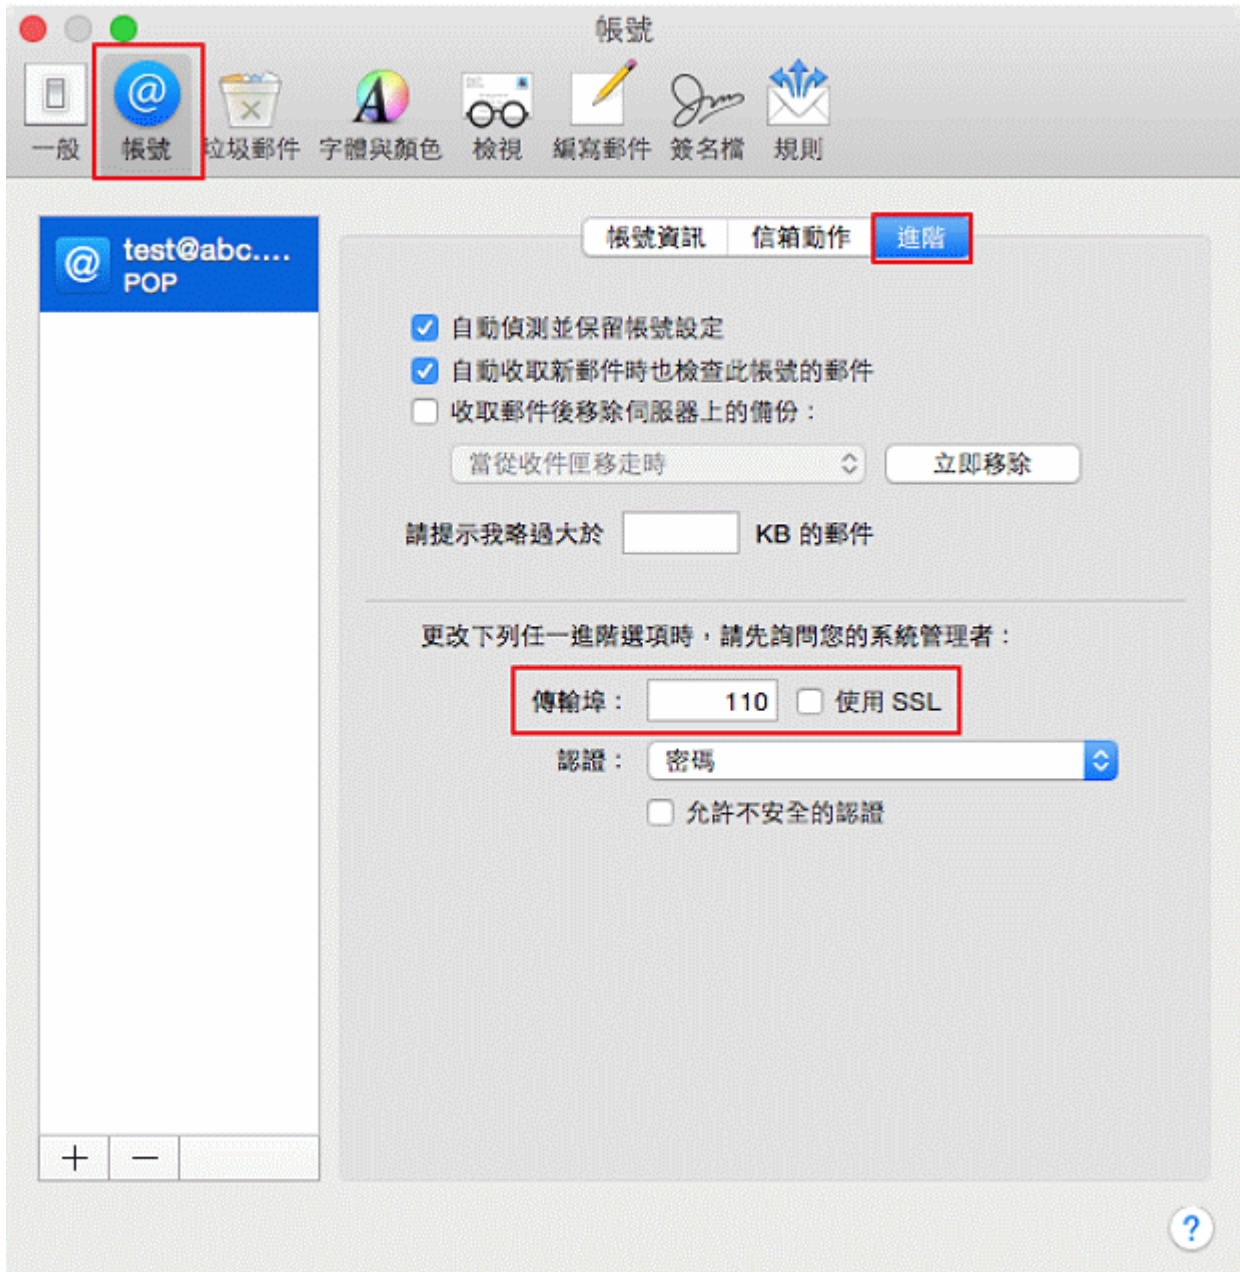 帳號
一般
帳號
垃圾郵件
字體與顏色
檢視
編寫郵件
簽名檔
規則
test@abc....
POP
帳號資訊
信箱動作
進階
自動偵測並保留帳號設定
自動收取新郵件時也檢查此帳號的郵件
收取郵件後移除伺服器上的備份：
當從收件匣移走時
立即移除
請提示我略過大於 KB 的郵件
更改下列任一進階選項時，請先詢問您的系統管理者：
傳輸埠： 110 使用 SSL
認證： 密碼
允許不安全的認證
+ −
?